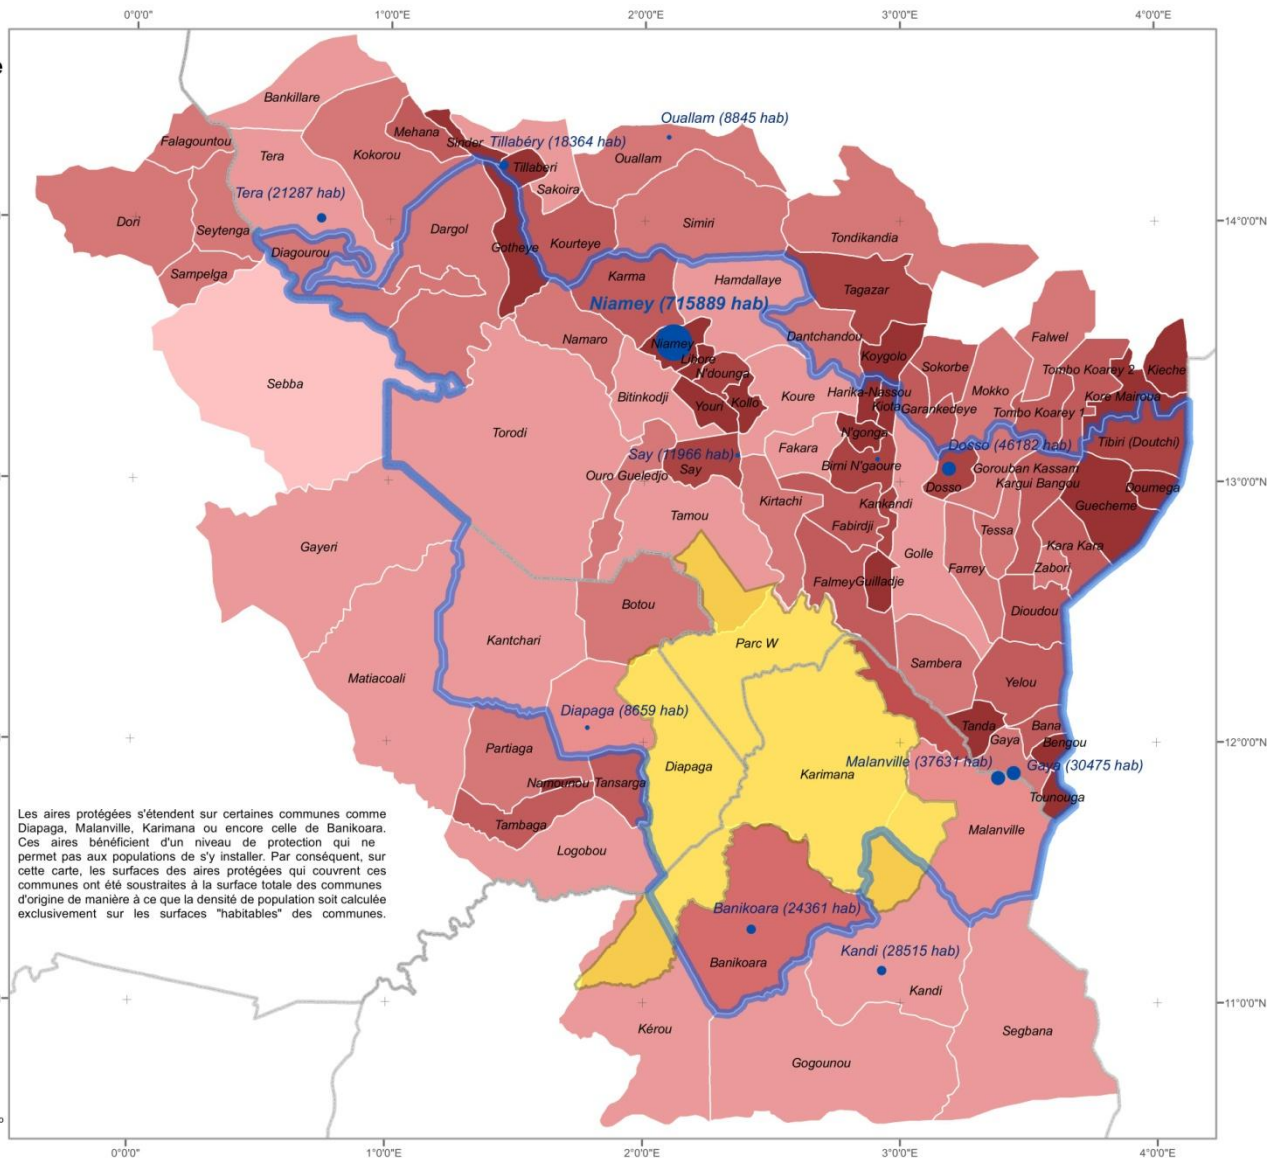 0°0'0"
1°0'0"E
2°0'0"E
3°0'0"E
4°0'0"E
e
Bankillare
Ouallam (8845 hab)
Mehana
Falagountou
Sinder
Tillabéry (18364 hab)
Tera
Kokorou
Ouallam
Tillaberi
Sakoira
Tera (21287 hab)
14°0'0"N
Dori
Seytenga
Dargol
Simiri
Tondikandia
Diagourou
Gotheye
Kourteye
Sampelga
Karma
Hamdallaye
Tagazar
Niamey (715889 hab)
Namaro
Dantchandou
Falwel
Niamey
Libore
Koygolo
Sokorbe
Tombo Koarey 2
Kieche
N'dounga
Sebba
Bitinkodji
Koure
Harika-Nassou
Mokko
Kore Mairoua
Youri
Kollo
Kiota
Garankedeye
Tombo Koarey 1
Torodi
N'gonga
Fakara
Dosso (46182 hab)
Tibiri (Doutchi)
Say (11966 hab)
Birni N'gaoure
Say
Gorouban Kassam
Ouro Gueledjo
Dosso
Kargui Bangou
Doumega
13°0'0"N
Kirtachi
Kankandi
Guecheme
Tamou
Fabirdji
Tessa
Gayeri
Golle
Kara Kara
Farrey
Zabori
Falmey
Guilladje
Botou
Dioudou
Kantchari
Parc W
Sambera
Matiacoali
Yelou
Diapaga (8659 hab)
Tanda
Bana
Gaya
Bengou
Partiaga
12°0'0"N
Malanville (37631 hab)
Gaya (30475 hab)
Diapaga
Karimana
Namounou
Tansarga
Tounouga
Tambaga
Malanville
Logobou
Les aires protégées s'étendent sur certaines communes comme
Diapaga, Malanville, Karimana ou encore celle de Banikoara.
Ces aires bénéficient d'un niveau de protection qui ne
permet pas aux populations de s'y installer. Par conséquent, sur
cette carte, les surfaces des aires protégées qui couvrent ces
communes ont été soustraites à la surface totale des communes
d'origine de manière à ce que la densité de population soit calculée
exclusivement sur les surfaces "habitables" des communes.
Banikoara (24361 hab)
Banikoara
Kandi (28515 hab)
Kandi
11°0'0"N
Kérou
Segbana
Gogounou
0°0'0"
1°0'0"E
2°0'0"E
3°0'0"E
4°0'0"E